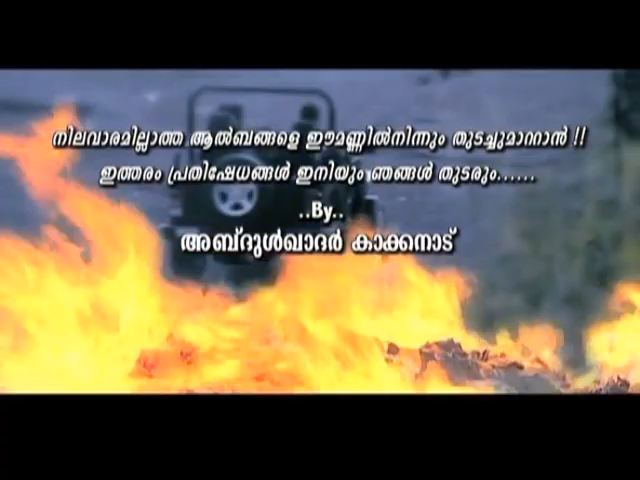 നിലവാരമില്ലാത്ത ആൽബങ്ങളെ ഈമണ്ണിൽനിന്നും തുടച്ചുമാറ്റാൻ !!
ഇത്തരം പ്രതിഷേധങ്ങൾ ഇനിയും ഞങ്ങൾ തുടരും......
..By..
അബ്ദുൾഖാദർ കാക്കനാട്